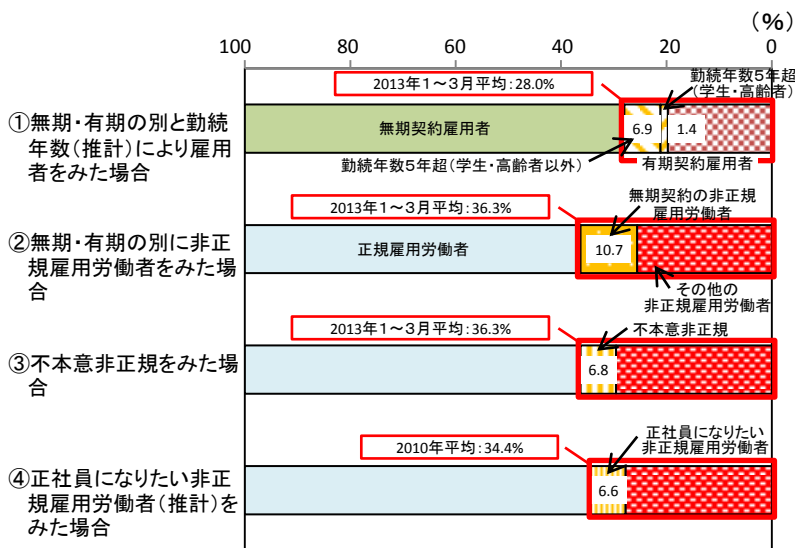 (%)
100 80 60 40 20 0
2013年1~3月平均:28.0%
勤続年数5年超
(学生・高齢者)
①無期・有期の別と勤続
年数(推計)により雇用
者をみた場合
無期契約雇用者
6.9
1.4
勤続年数5年超(学生・高齢者以外)
有期契約雇用者
2013年1~3月平均:36.3%
無期契約の非正規
雇用労働者
②無期・有期の別に非正
規雇用労働者をみた場
合
正規雇用労働者
10.7
その他の
非正規雇用労働者
2013年1~3月平均:36.3%
不本意非正規
③不本意非正規をみた場
合
6.8
2010年平均:34.4%
正社員になりたい
非正規雇用労働者
④正社員になりたい非正
規雇用労働者(推計)を
みた場合
6.6